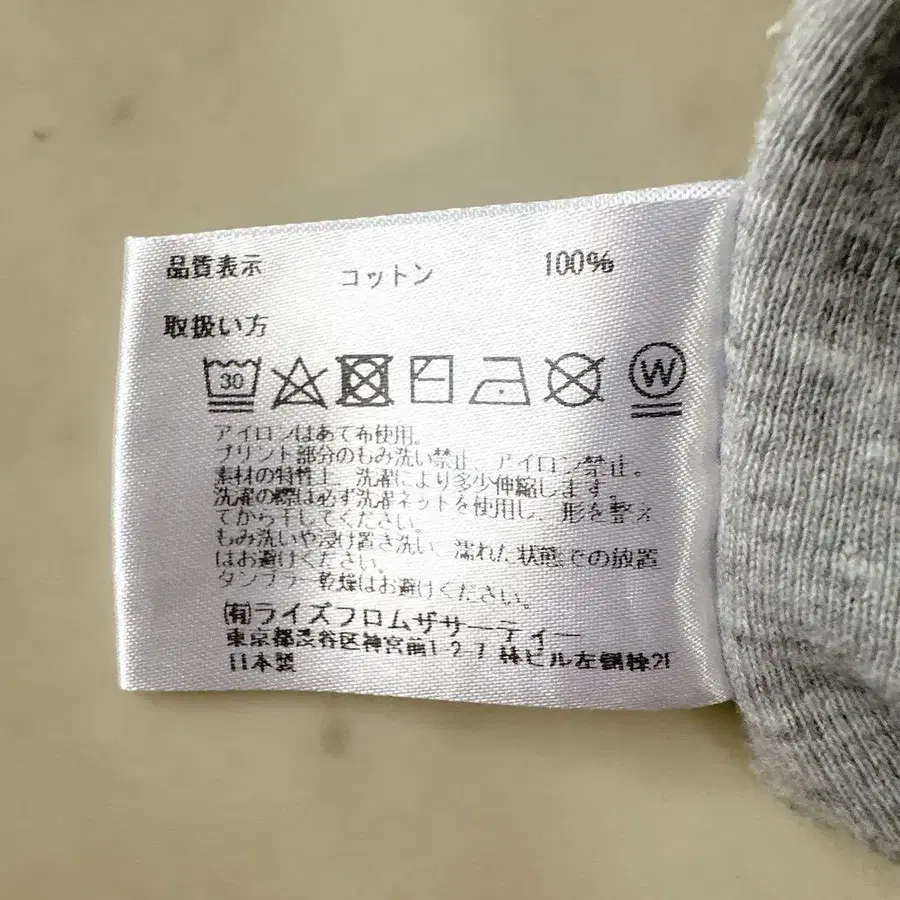 品質表示 コットン 100%
取扱い方
30 W
アイロンはあて布使用。
プリント部分のもみ洗い禁止、アイロン禁止。
素材の特性上、洗濯により多少伸縮します。
洗濯の際は必ず洗濯ネットを使用し、形を整え
てから干してください。
もみ洗いや浸け置き洗い、濡れた状態での放置
はお避けください。
タンブラー乾燥はお避けください。
(有)ライズフロムザサーティー
東京都渋谷区神宮前1-2-7 林ビル左側棟2F
日本製